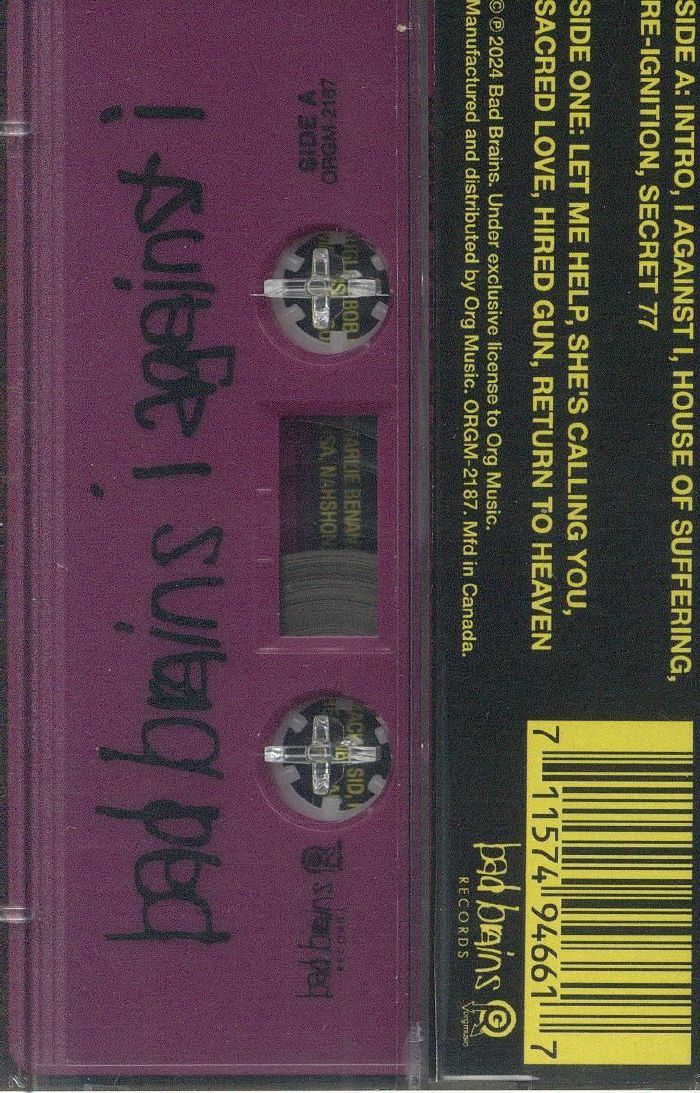 SIDE A: INTRO, I AGAINST I, HOUSE OF SUFFERING,
RE-IGNITION, SECRET 77
SIDE ONE: LET ME HELP, SHE'S CALLING YOU,
SACRED LOVE, HIRED GUN, RETURN TO HEAVEN
© ℗ 2024 Bad Brains. Under exclusive license to Org Music.
Manufactured and distributed by Org Music. ORGM-2187. Mfd in Canada.
7 11574 94661 7
bad brains
RECORDS
Org music
SIDE A
ORGM-2187
bad brains
RECORDS
bad brains i against i